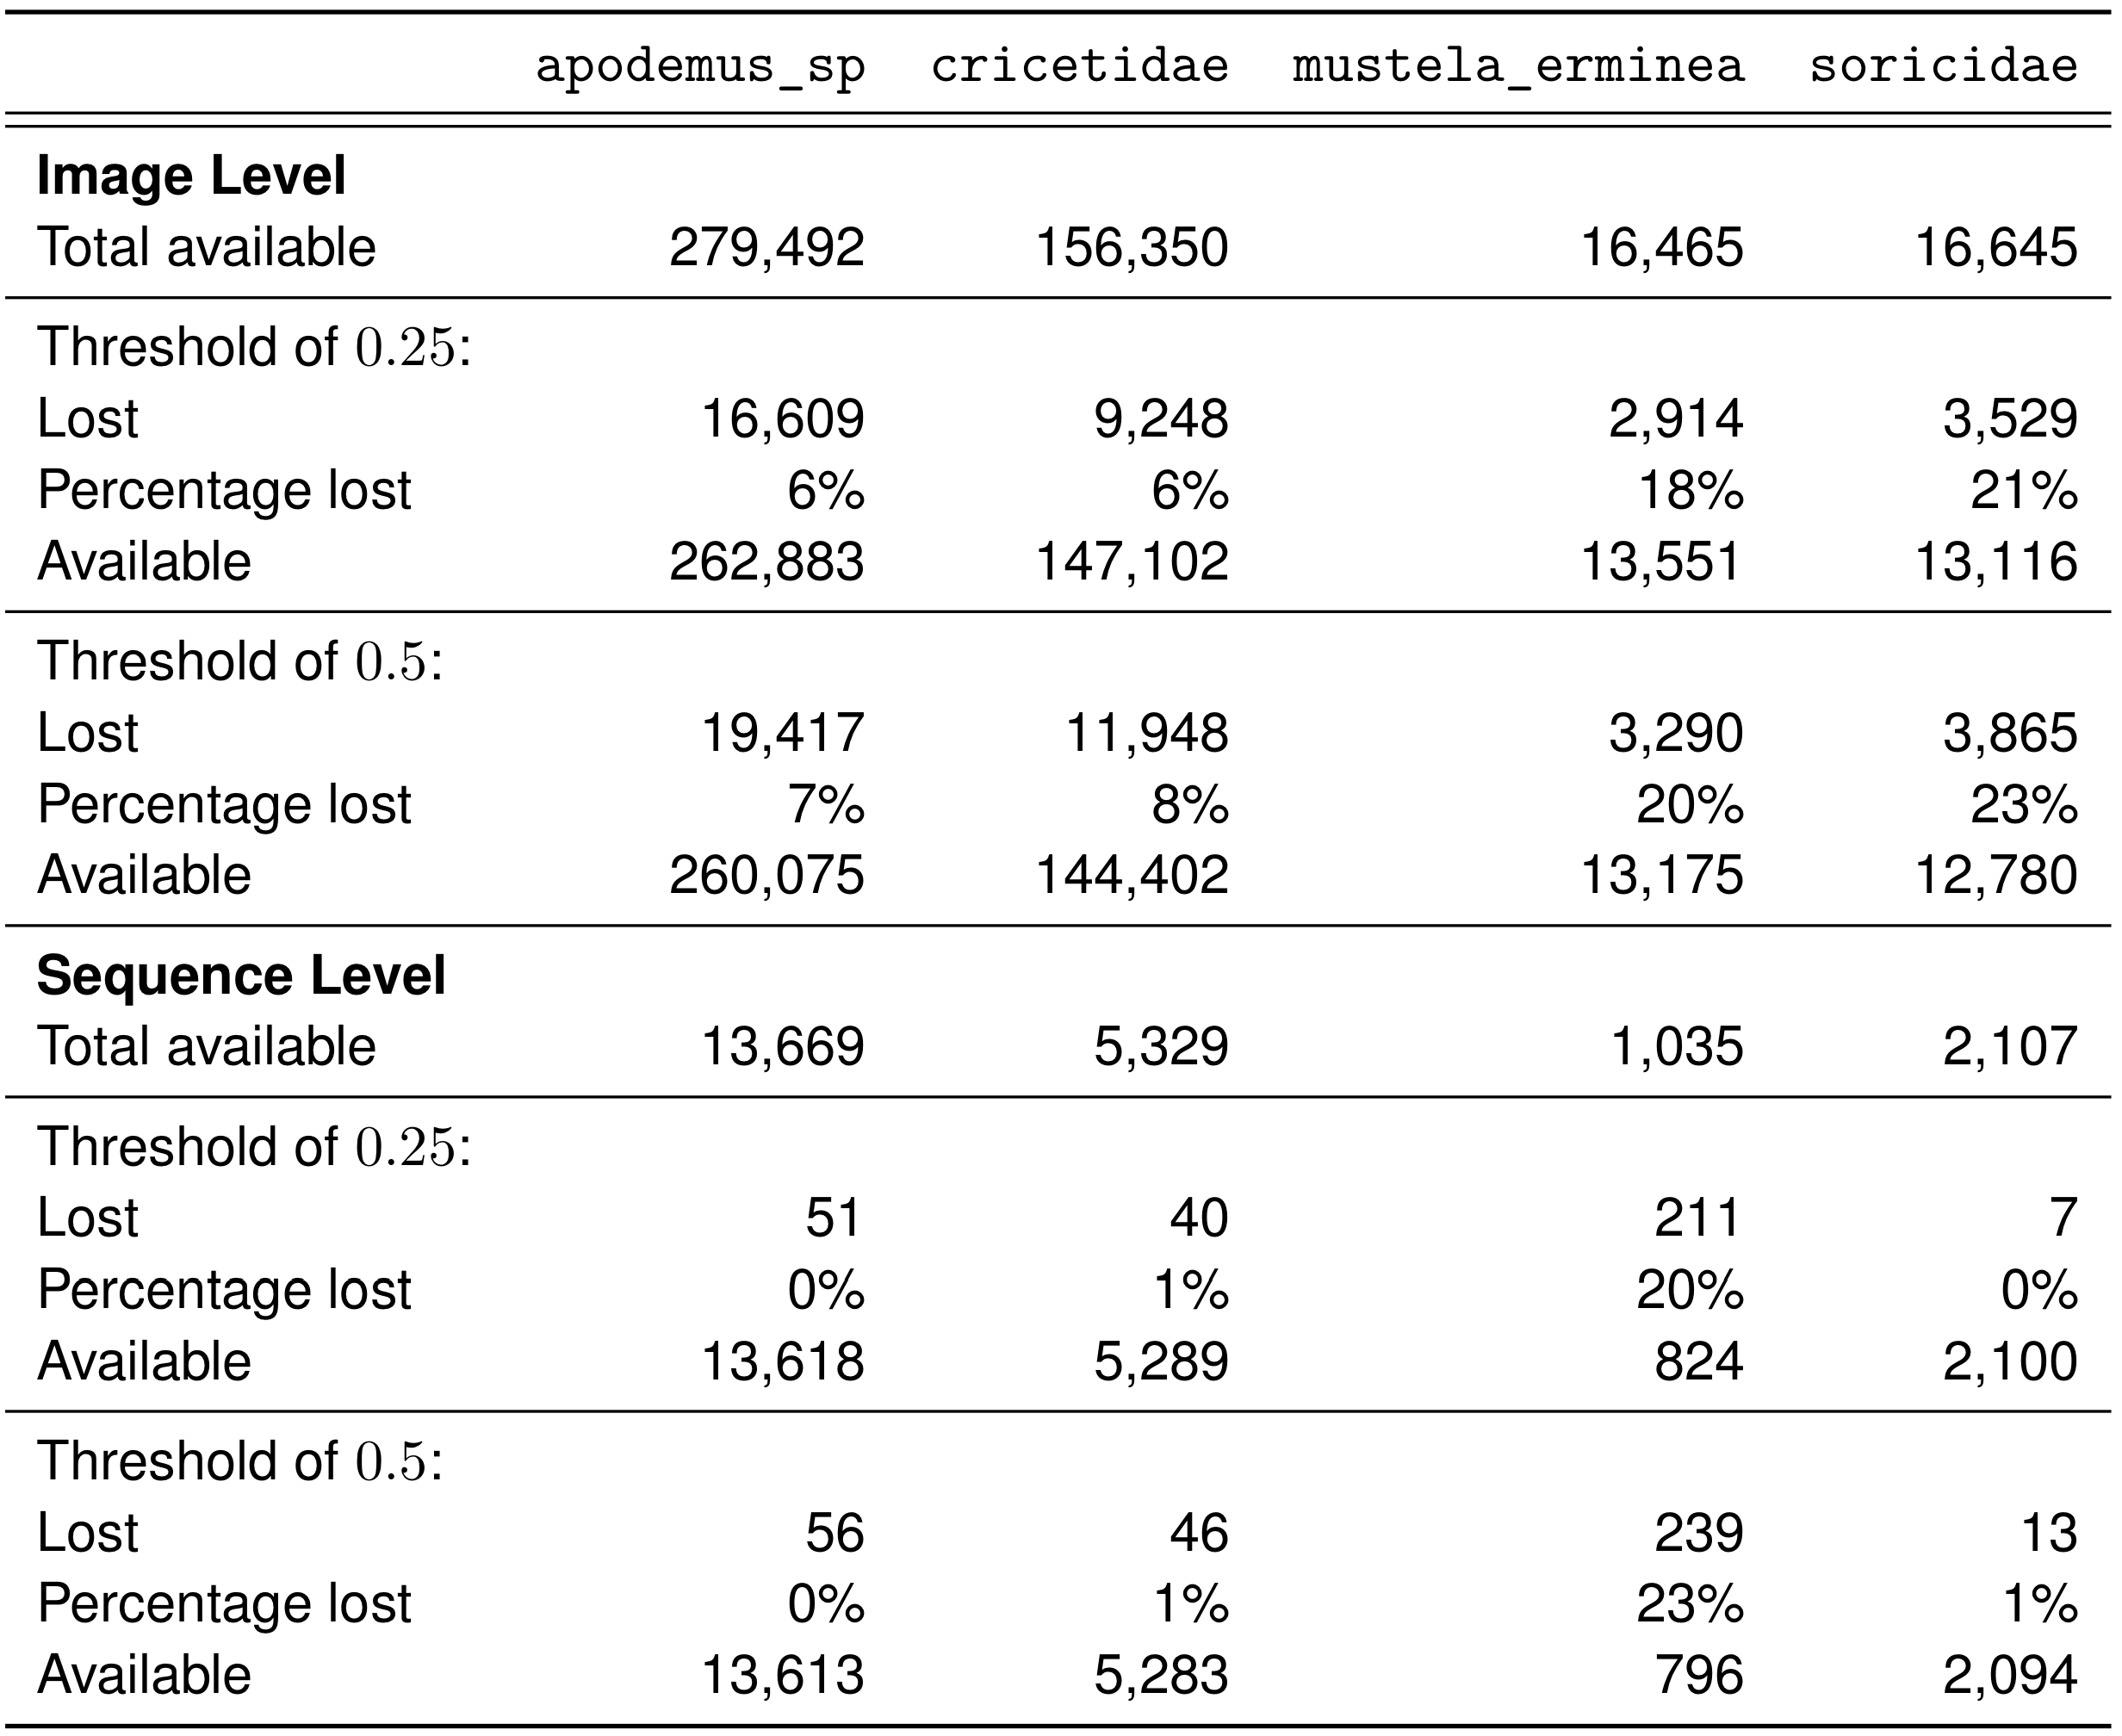 apodemus_sp cricetidae mustela_erminea soricidae
Image Level
Total available 279,492 156,350 16,465 16,645
Threshold of 0.25:
Lost 16,609 9,248 2,914 3,529
Percentage lost 6% 6% 18% 21%
Available 262,883 147,102 13,551 13,116
Threshold of 0.5:
Lost 19,417 11,948 3,290 3,865
Percentage lost 7% 8% 20% 23%
Available 260,075 144,402 13,175 12,780
Sequence Level
Total available 13,669 5,329 1,035 2,107
Threshold of 0.25:
Lost 51 40 211 7
Percentage lost 0% 1% 20% 0%
Available 13,618 5,289 824 2,100
Threshold of 0.5:
Lost 56 46 239 13
Percentage lost 0% 1% 23% 1%
Available 13,613 5,283 796 2,094